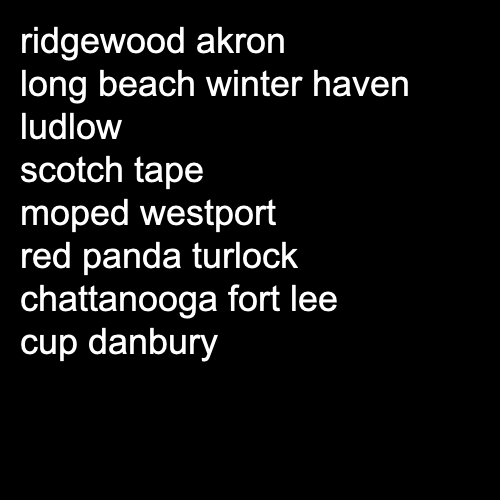 ridgewood akron
long beach winter haven
ludlow
scotch tape
moped westport
red panda turlock
chattanooga fort lee
cup danbury